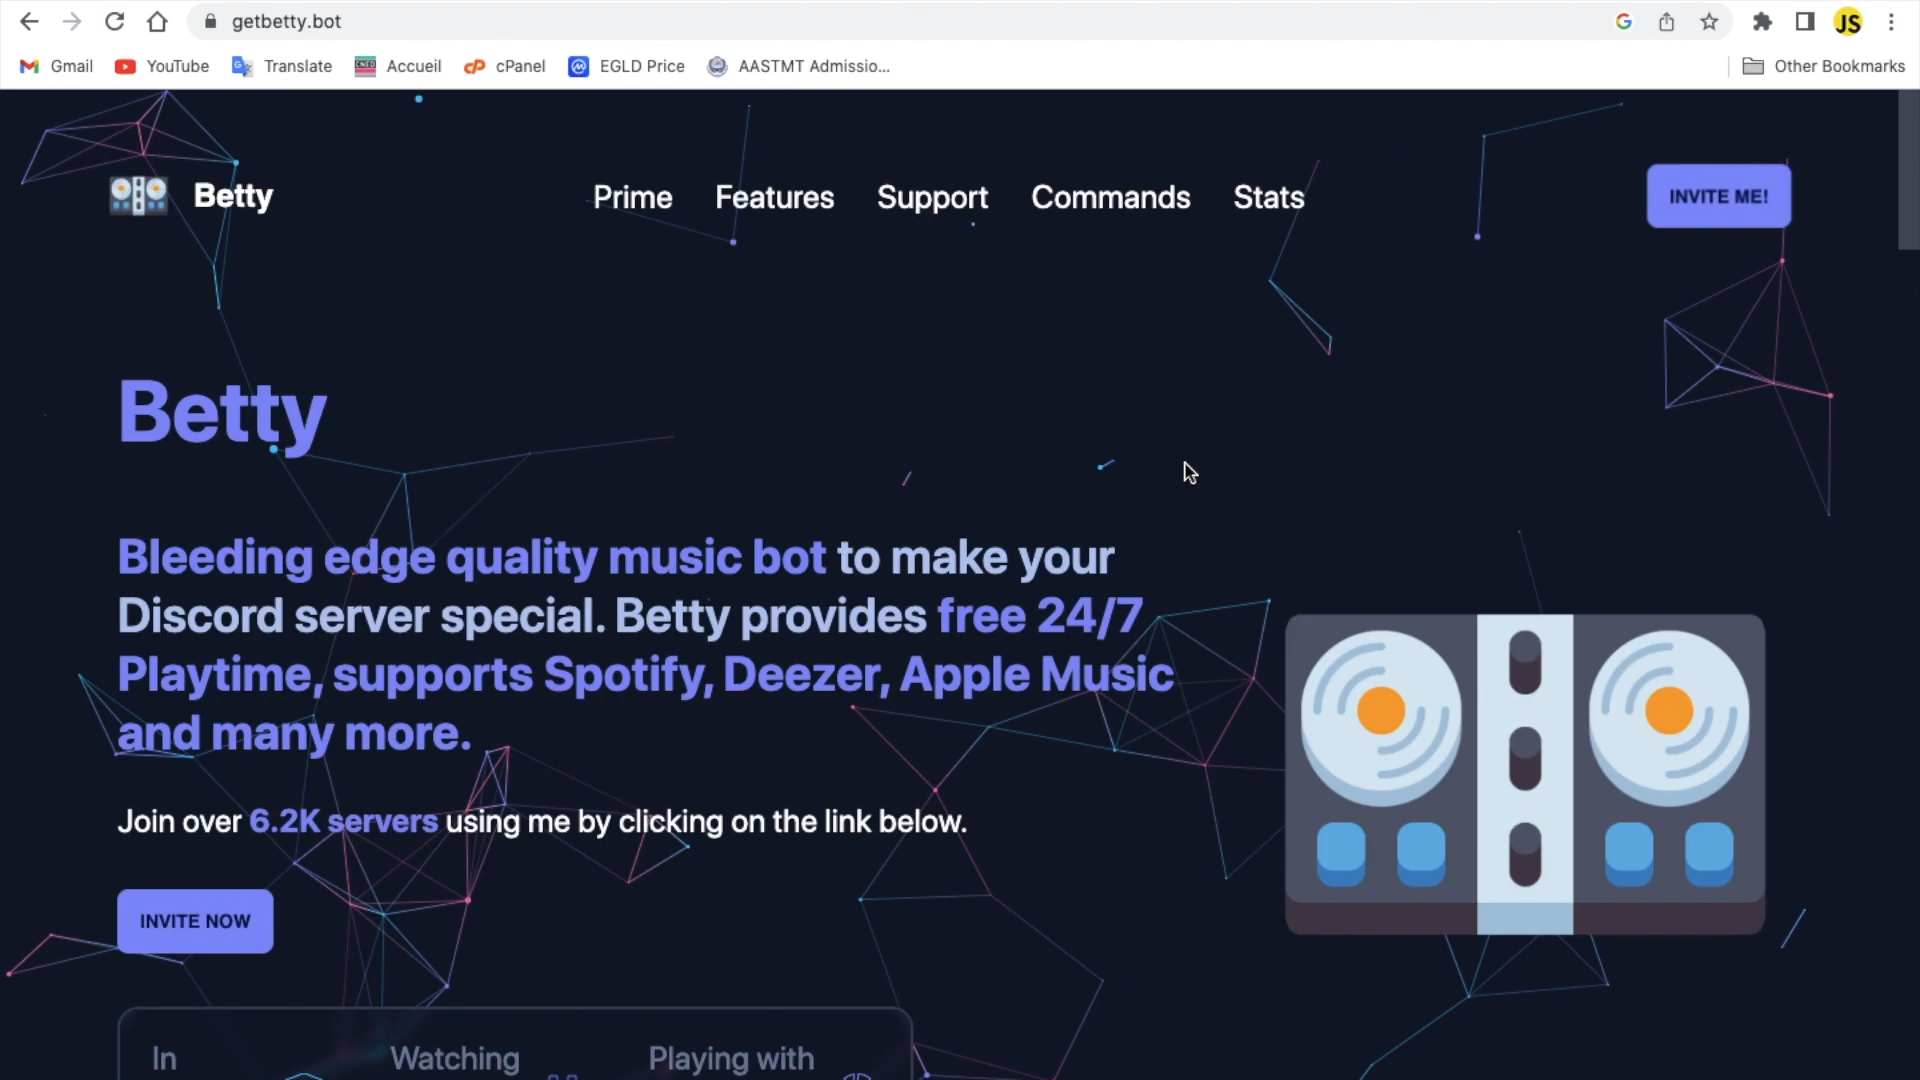 getbetty.bot
JS
Gmail
YouTube
Translate
Accueil
cPanel
EGLD Price
AASTMT Admissio...
Other Bookmarks
Betty
Prime
Features
Support
Commands
Stats
INVITE ME!
Betty
Bleeding edge quality music bot to make your
Discord server special. Betty provides free 24/7
Playtime, supports Spotify, Deezer, Apple Music
and many more.
Join over 6.2K servers using me by clicking on the link below.
INVITE NOW
In
Watching
Playing with